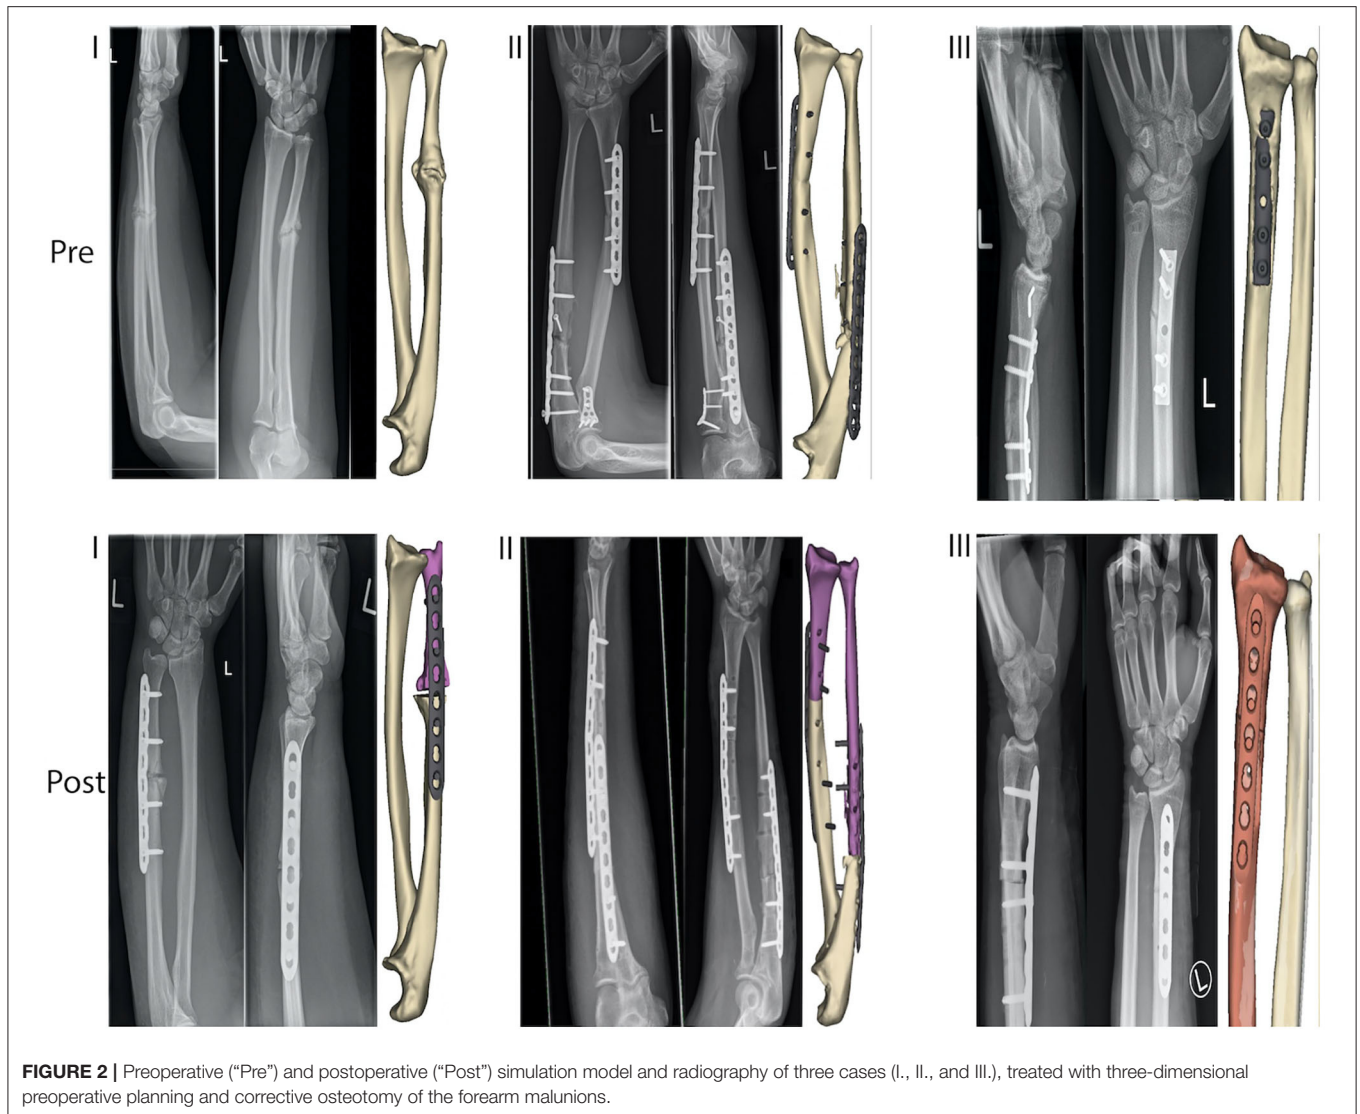 I
II
III
L
L
L
L
L
L
Pre
I
II
III
L
L
L
L
Post
FIGURE 2 | Preoperative (“Pre”) and postoperative (“Post”) simulation model and radiography of three cases (I., II., and III.), treated with three-dimensional
preoperative planning and corrective osteotomy of the forearm malunions.